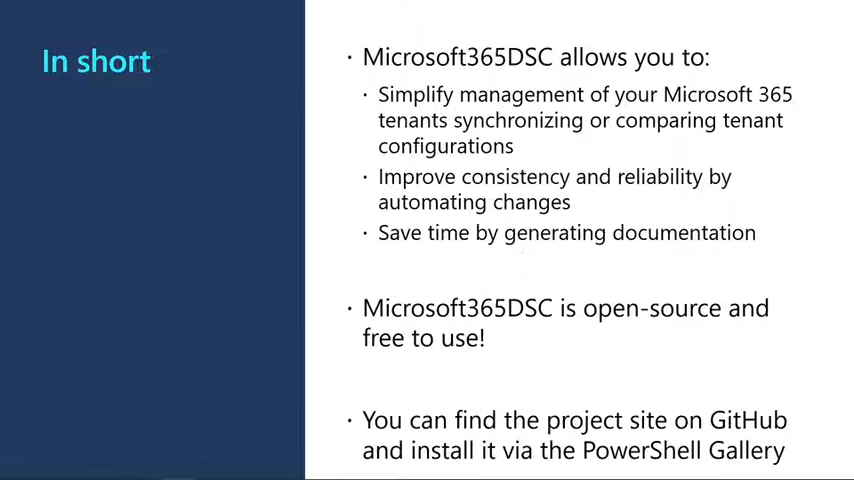 In short
· Microsoft365DSC allows you to:
· Simplify management of your Microsoft 365
tenants synchronizing or comparing tenant
configurations
· Improve consistency and reliability by
automating changes
· Save time by generating documentation
· Microsoft365DSC is open-source and
free to use!
· You can find the project site on GitHub
and install it via the PowerShell Gallery